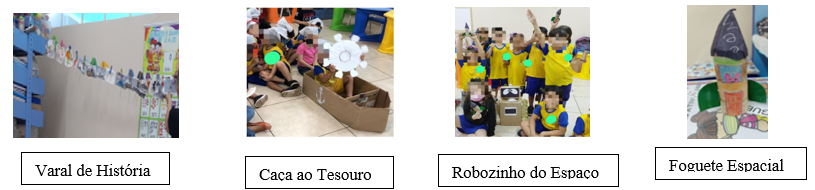 Varal de História
Caça ao Tesouro
Robozinho do Espaço
Foguete Espacial